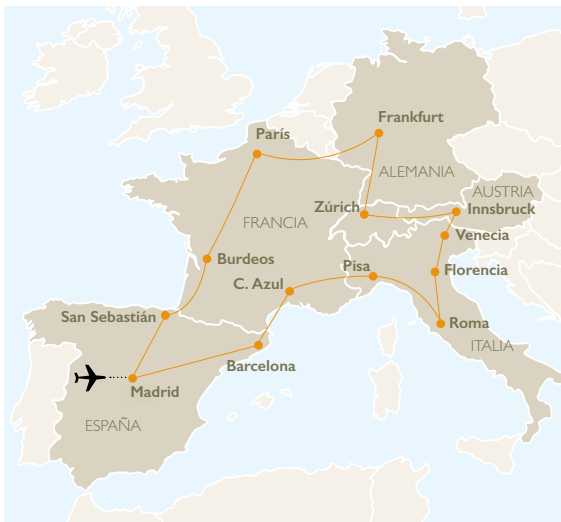 Frankfurt
París
ALEMANIA
AUSTRIA
Zúrich
Innsbruck
FRANCIA
Venecia
Burdeos
Pisa
Florencia
C. Azul
San Sebastián
Roma
ITALIA
Barcelona
Madrid
ESPAÑA